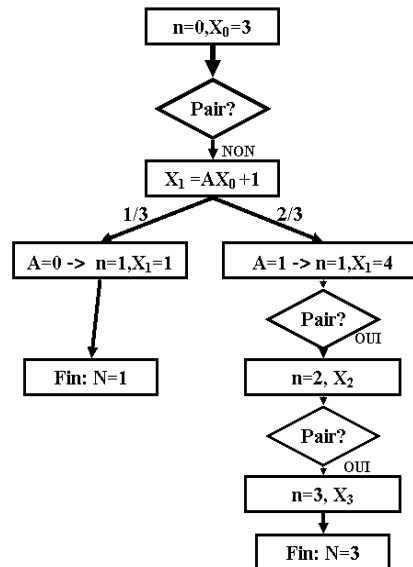 n=0,X₀=3
Pair?
NON
X₁ =AX₀+1
1/3
2/3
A=0 -> n=1,X₁=1
A=1 -> n=1,X₁=4
Pair?
OUI
Fin: N=1
n=2, X₂
Pair?
OUI
n=3, X₃
Fin: N=3